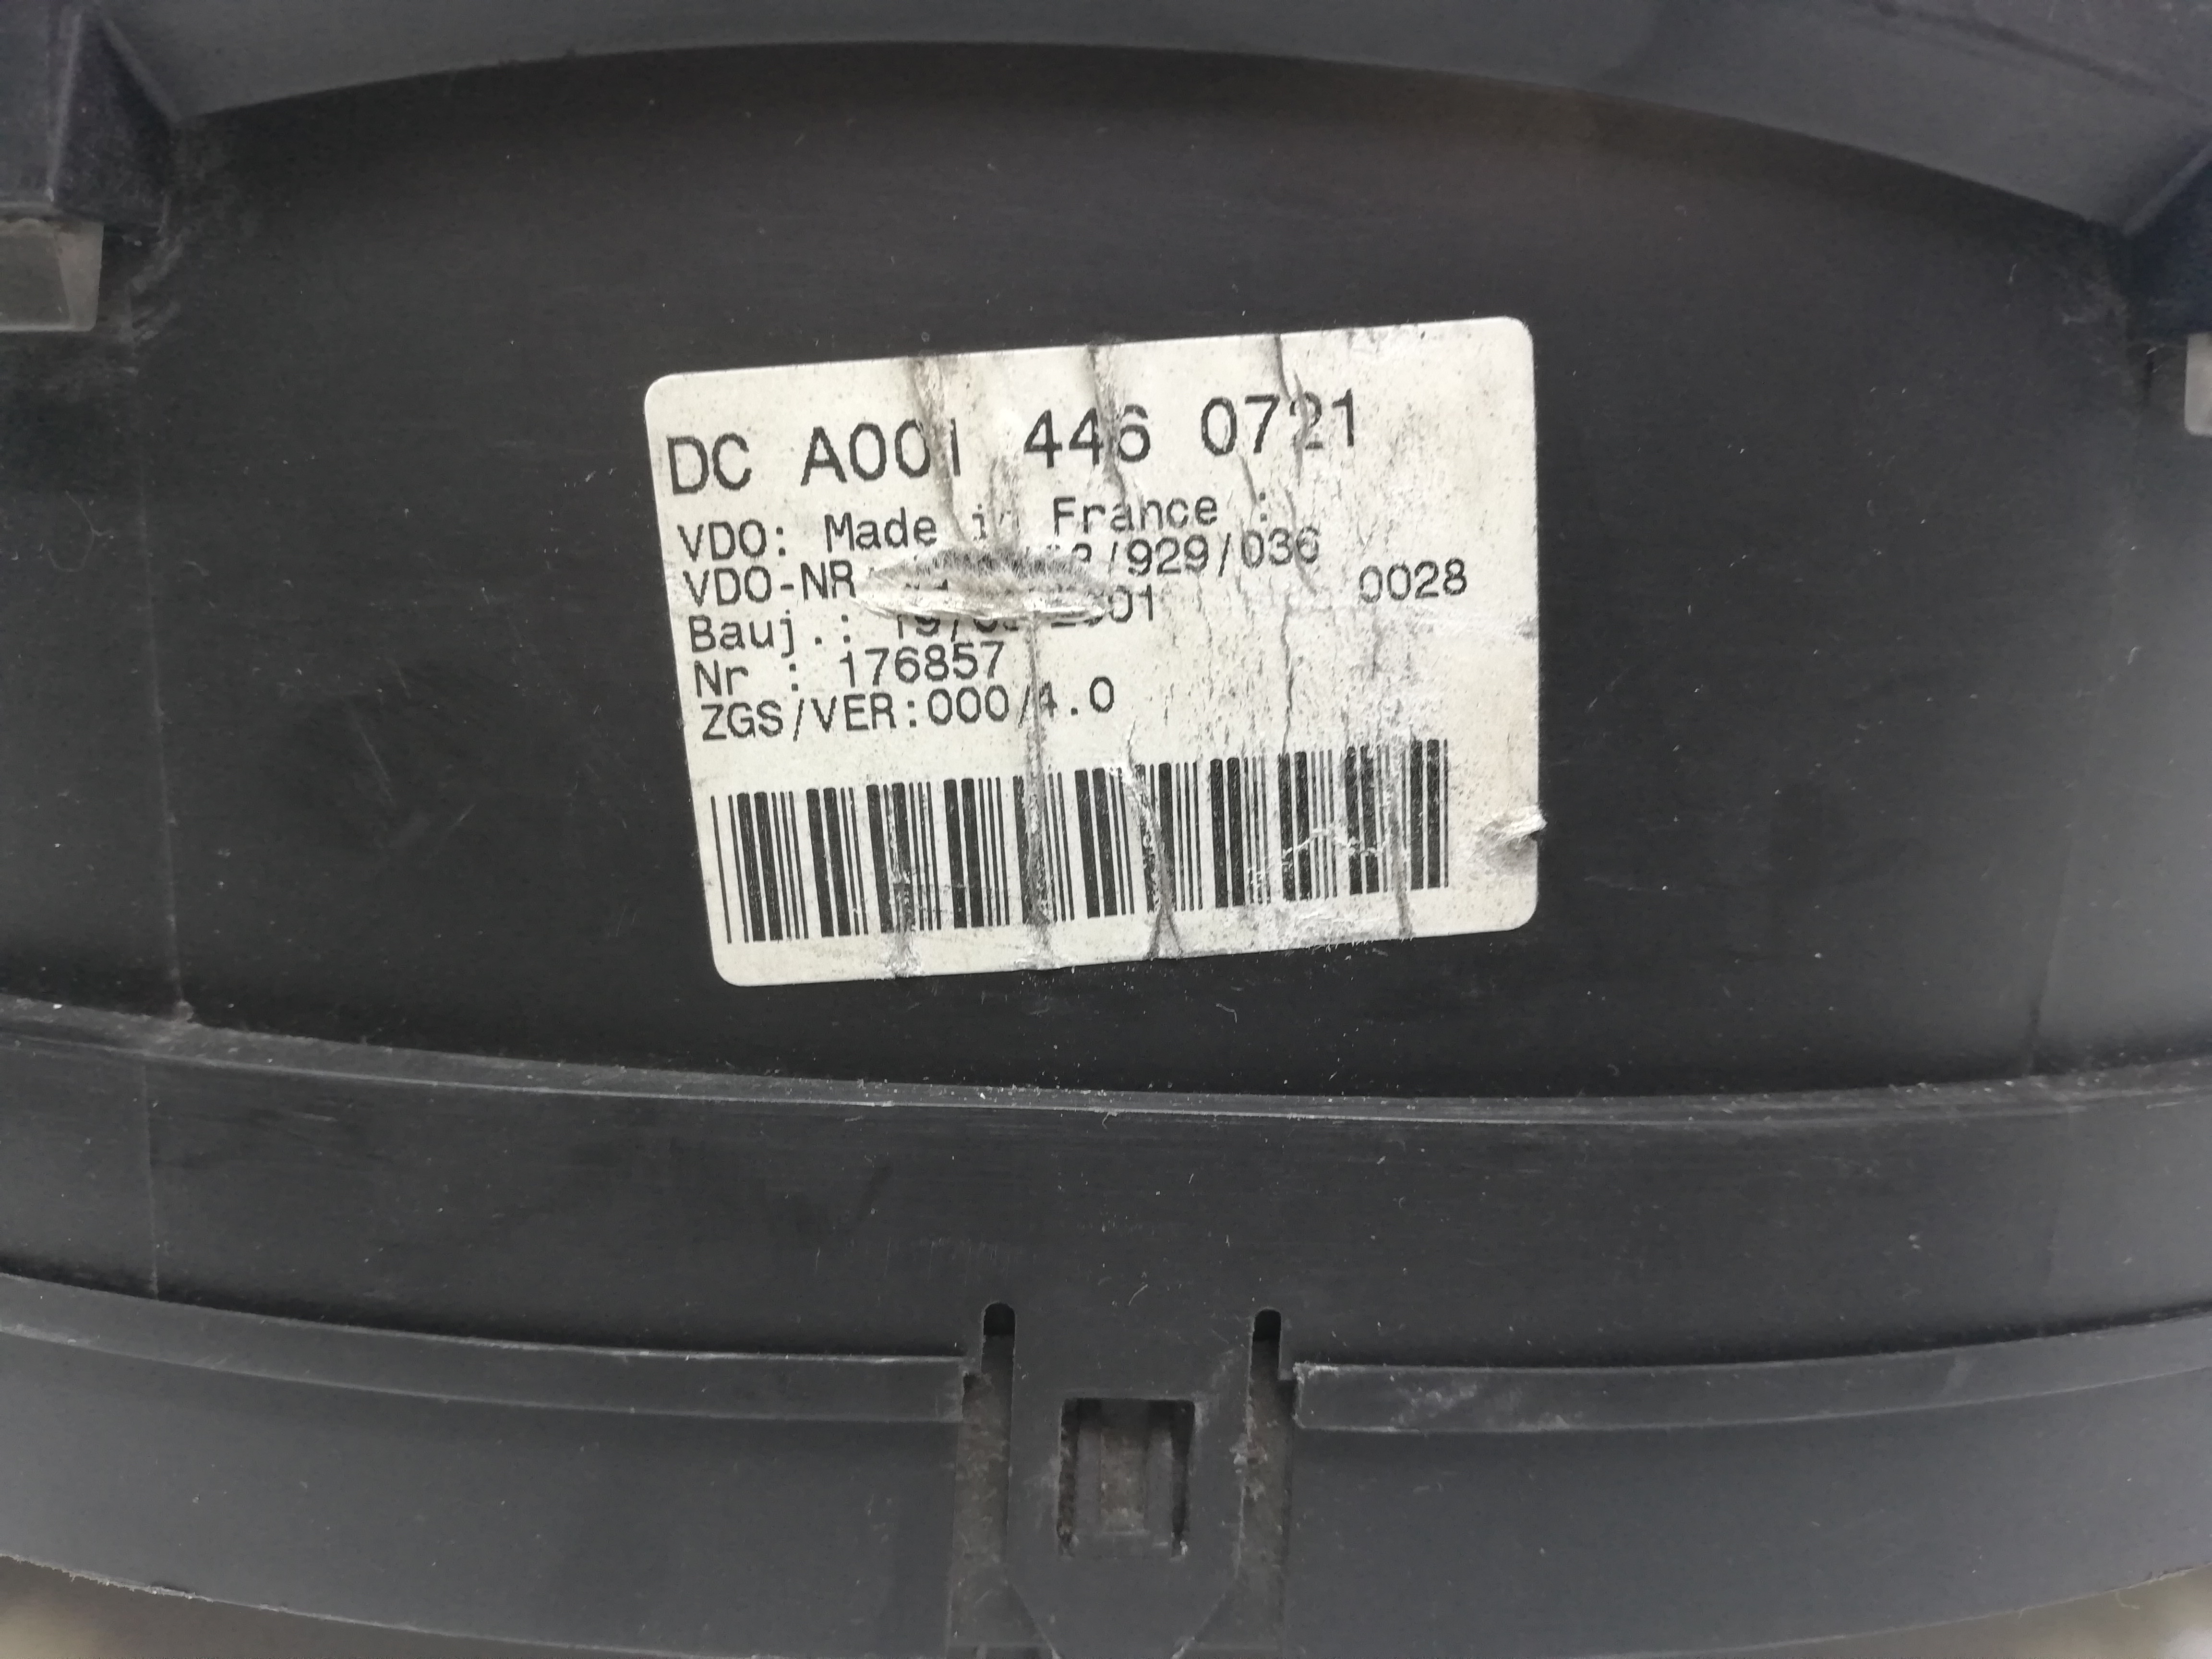 DC A001 446 0721
VDO: Made in France :
VDO-NR /929/036
0028
Bauj.:
Nr : 176857
ZGS/VER:000/4.0